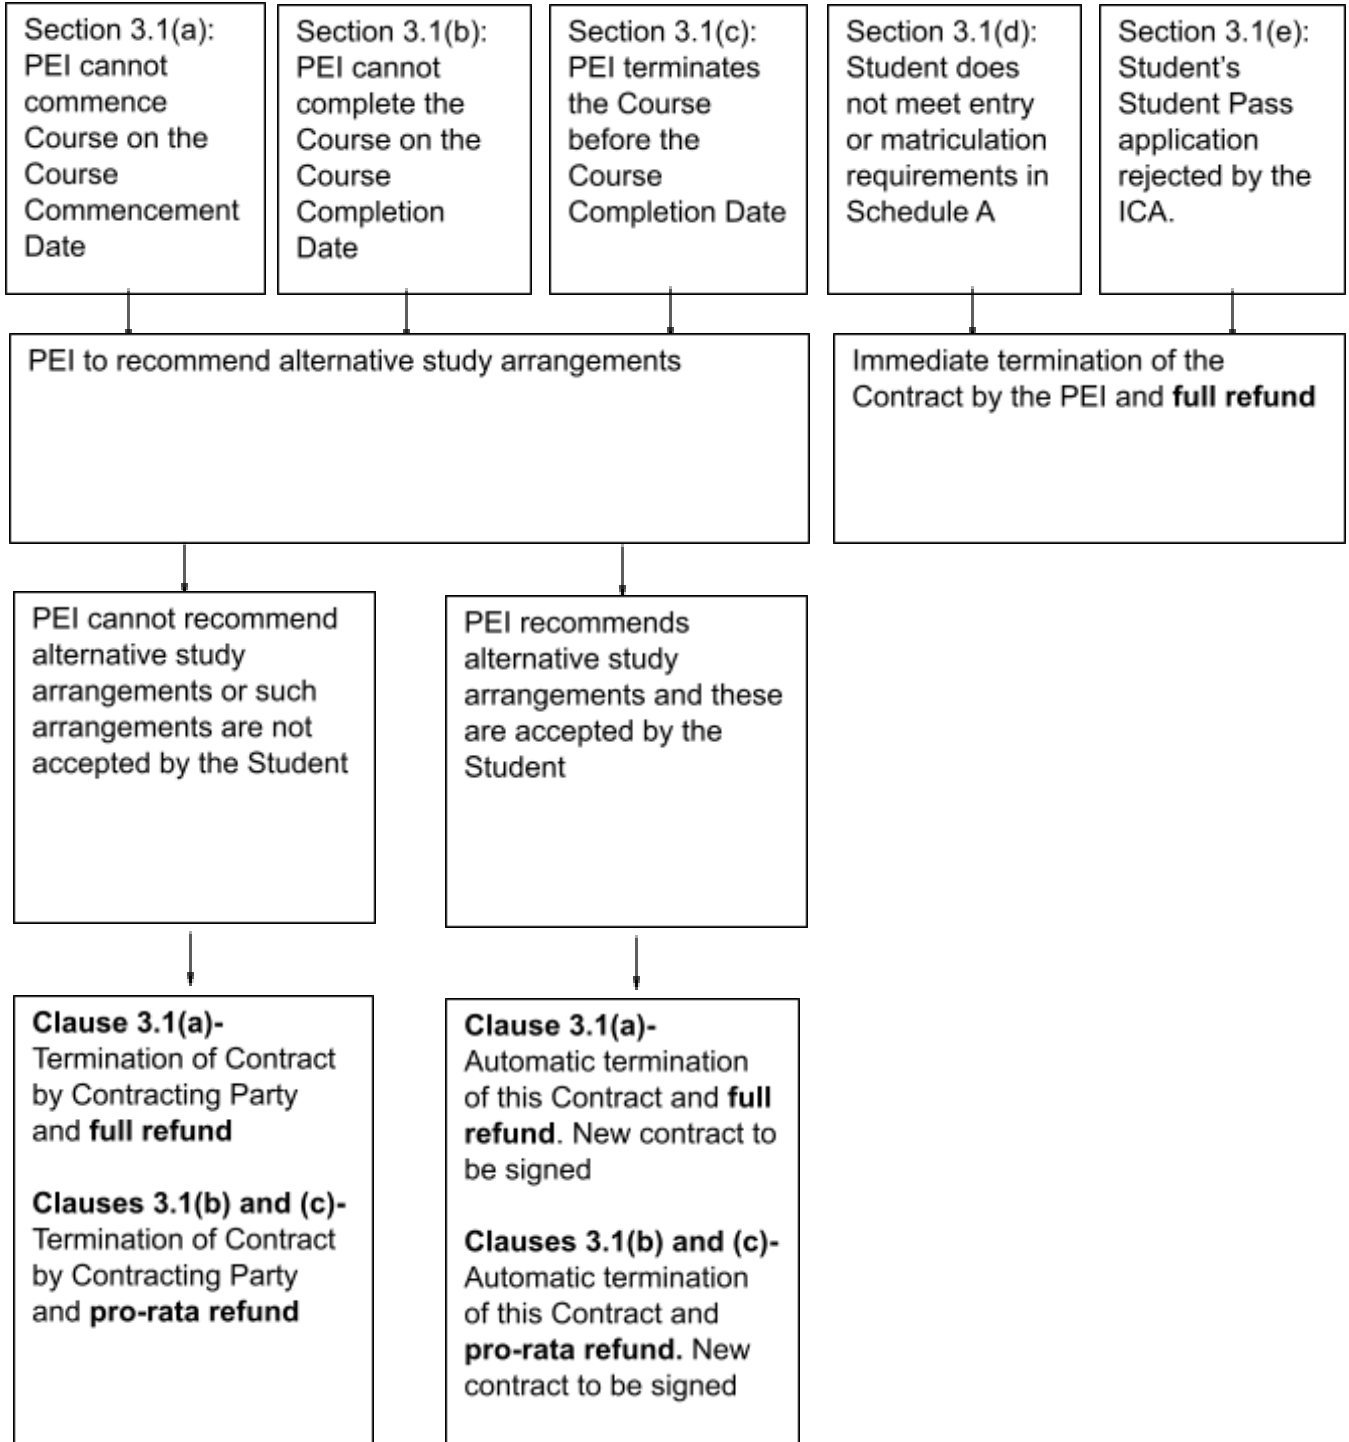 Section 3.1(a):
PEI cannot
commence
Course on the
Course
Commencement
Date
Section 3.1(b):
PEI cannot
complete the
Course on the
Course
Completion
Date
Section 3.1(c):
PEI terminates
the Course
before the
Course
Completion Date
Section 3.1(d):
Student does
not meet entry
or matriculation
requirements in
Schedule A
Section 3.1(e):
Student’s
Student Pass
application
rejected by the
ICA.
PEI to recommend alternative study arrangements
Immediate termination of the
Contract by the PEI and full refund
PEI cannot recommend
alternative study
arrangements or such
arrangements are not
accepted by the Student
PEI recommends
alternative study
arrangements and these
are accepted by the
Student
Clause 3.1(a)-
Termination of Contract
by Contracting Party
and full refund
Clauses 3.1(b) and (c)-
Termination of Contract
by Contracting Party
and pro-rata refund
Clause 3.1(a)-
Automatic termination
of this Contract and full
refund. New contract to
be signed
Clauses 3.1(b) and (c)-
Automatic termination
of this Contract and
pro-rata refund. New
contract to be signed